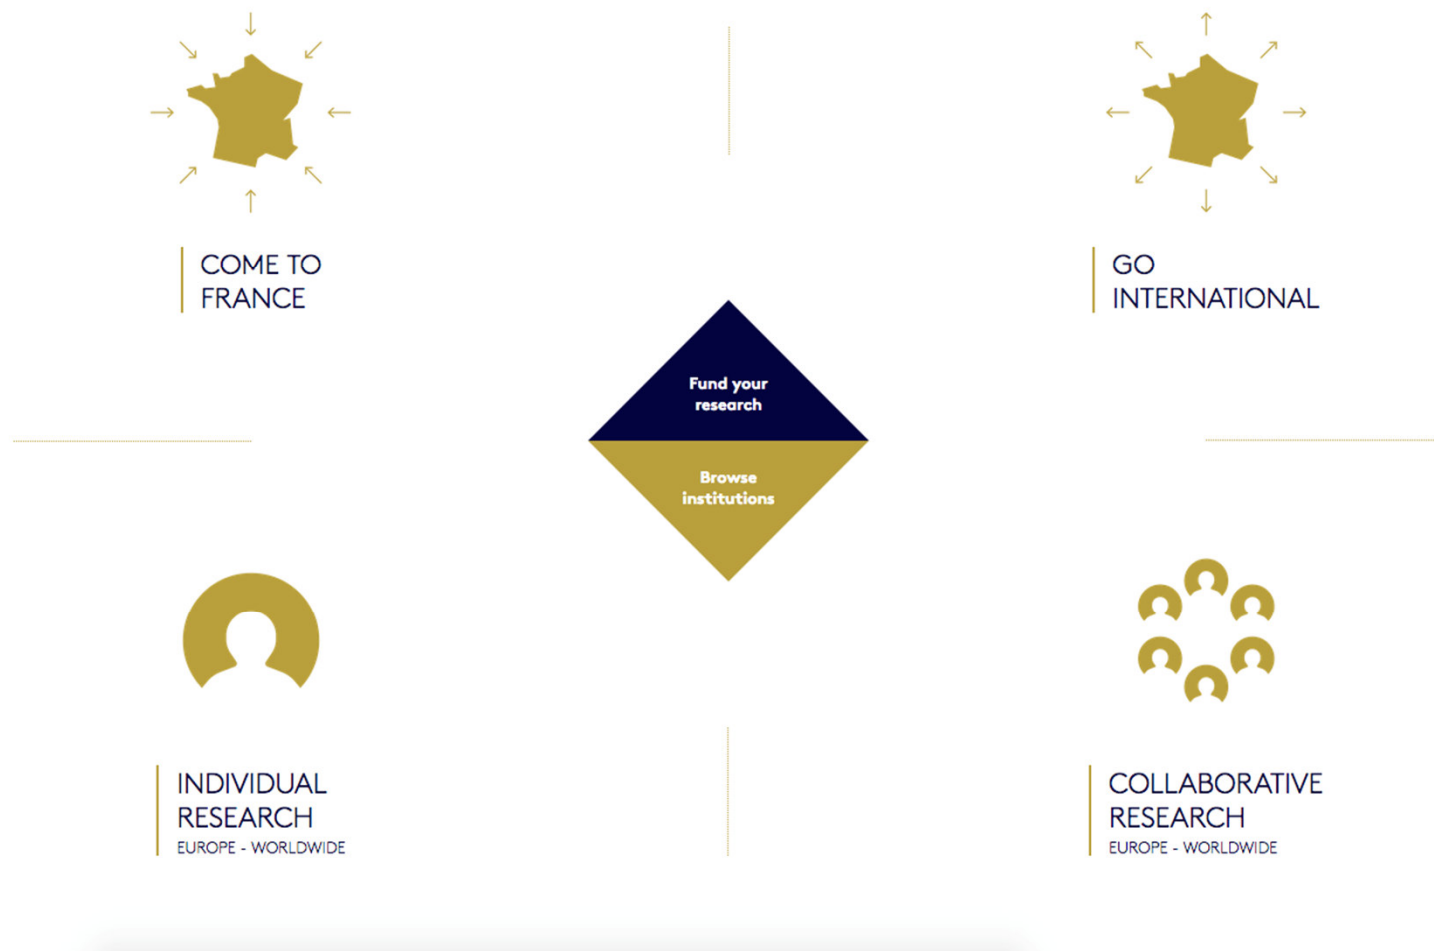 COME TO
FRANCE
GO
INTERNATIONAL
Fund your
research
Browse
institutions
INDIVIDUAL
RESEARCH
EUROPE - WORLDWIDE
COLLABORATIVE
RESEARCH
EUROPE - WORLDWIDE